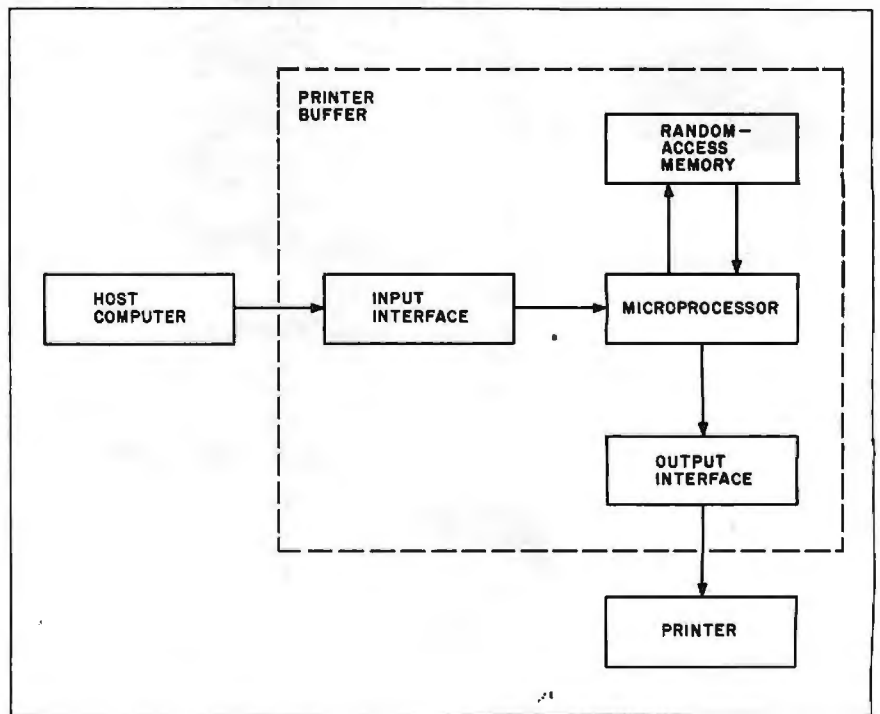 PRINTER
BUFFER
RANDOM-
ACCESS
MEMORY
HOST
COMPUTER
INPUT
INTERFACE
MICROPROCESSOR
OUTPUT
INTERFACE
PRINTER